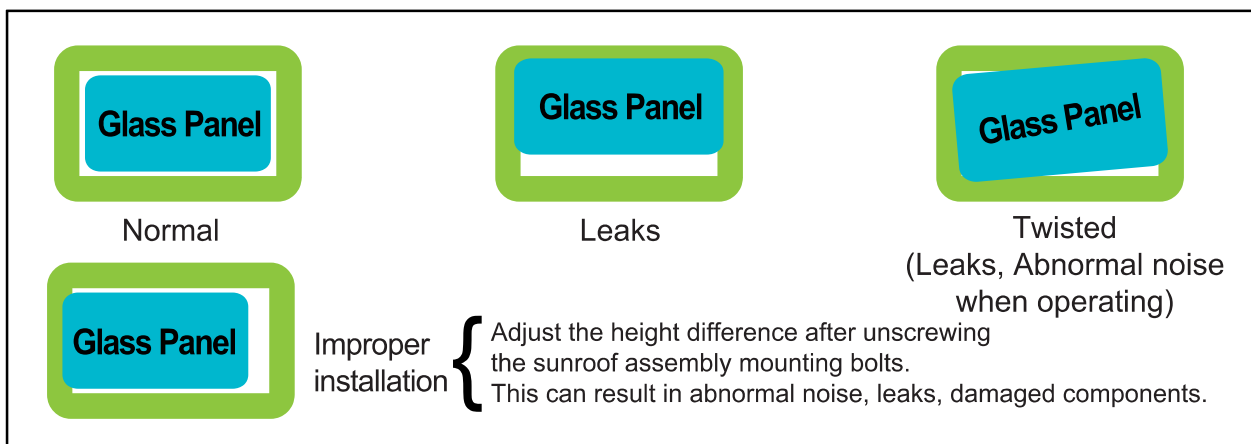 Glass Panel
Normal
Glass Panel
Leaks
Glass Panel
Twisted
(Leaks, Abnormal noise
when operating)
Glass Panel
Improper
installation
Adjust the height difference after unscrewing
the sunroof assembly mounting bolts.
This can result in abnormal noise, leaks, damaged components.